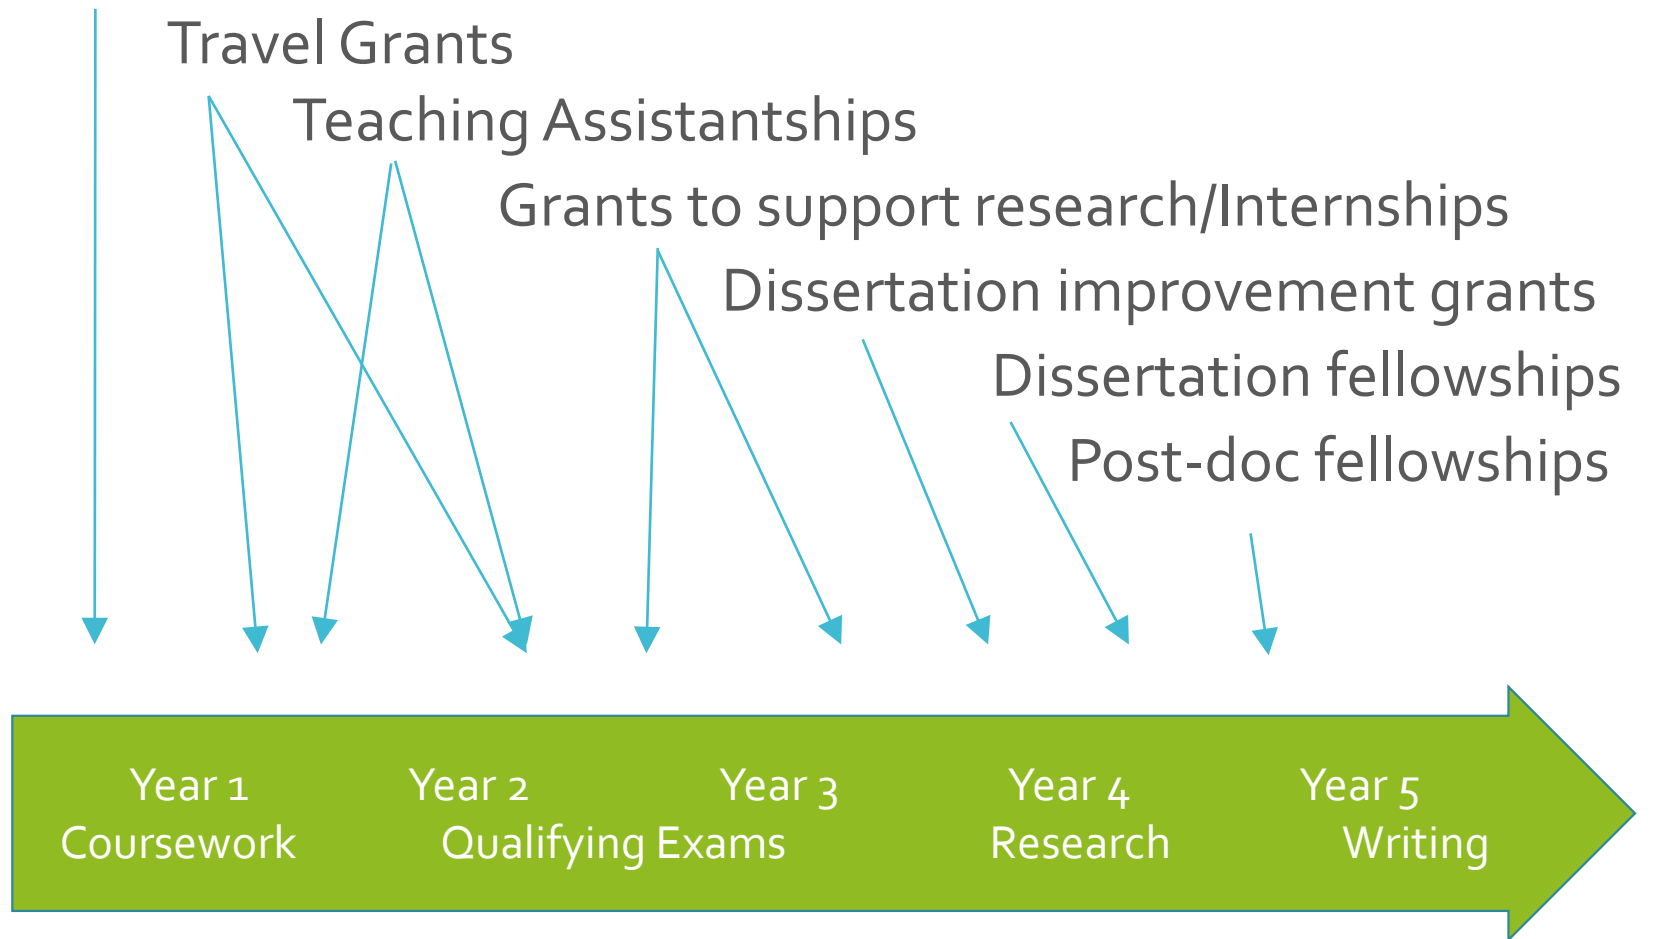 Travel Grants
Teaching Assistantships
Grants to support research/Internships
Dissertation improvement grants
Dissertation fellowships
Post-doc fellowships
Year 1 Year 2 Year 3 Year 4 Year 5
Coursework Qualifying Exams Research Writing